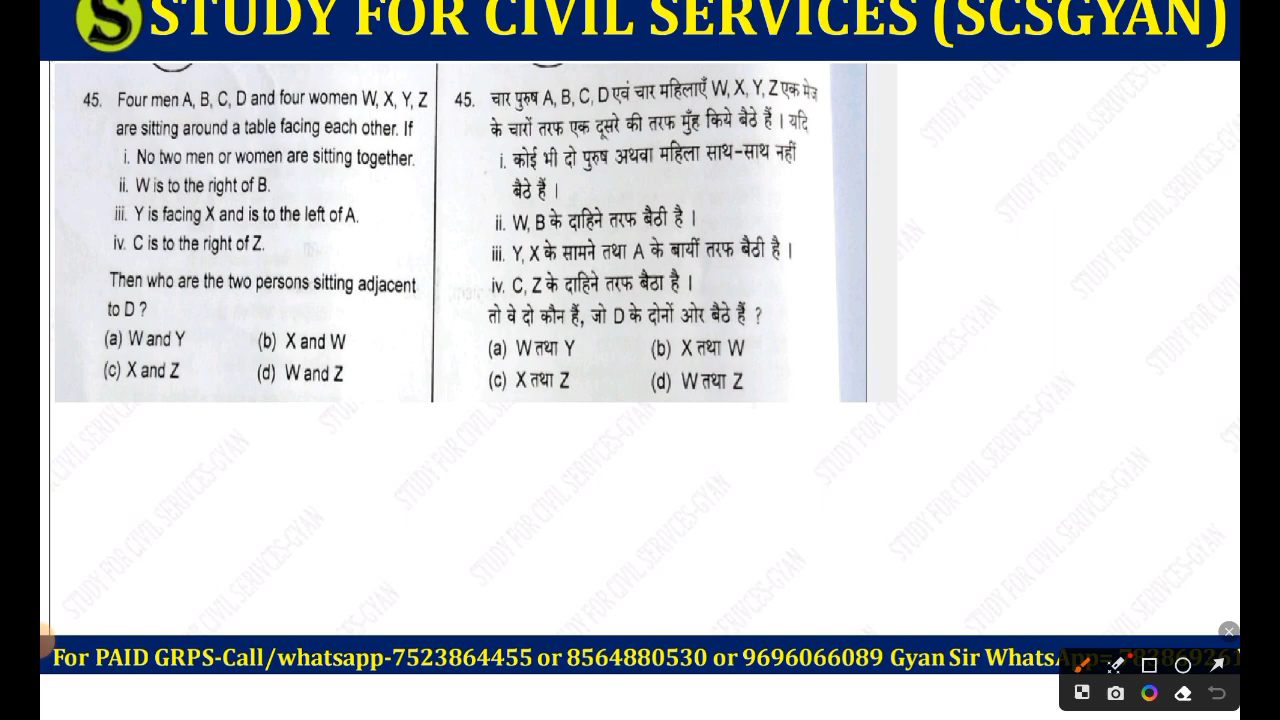 STUDY FOR CIVIL SERVICES (SCSGYAN)
45. Four men A, B, C, D and four women W, X, Y, Z
are sitting around a table facing each other. If
i. No two men or women are sitting together.
ii. W is to the right of B.
iii. Y is facing X and is to the left of A.
iv. C is to the right of Z.
Then who are the two persons sitting adjacent
to D ?
(a) W and Y (b) X and W
(c) X and Z (d) W and Z
45. चार पुरुष A, B, C, D एवं चार महिलाएँ W, X, Y, Z एक मेज
के चारों तरफ एक दूसरे की तरफ मुँह किये बैठे हैं । यदि
i. कोई भी दो पुरुष अथवा महिला साथ-साथ नहीं
बैठे हैं ।
ii. W, B के दाहिने तरफ बैठी है ।
iii. Y, X के सामने तथा A के बायीं तरफ बैठी है ।
iv. C, Z के दाहिने तरफ बैठा है ।
तो वे दो कौन हैं, जो D के दोनों ओर बैठे हैं ?
(a) W तथा Y (b) X तथा W
(c) X तथा Z (d) W तथा Z
STUDY FOR CIVIL SERIVCES-GYAN
For PAID GRPS-Call/whatsapp-7523864455 or 8564880530 or 9696066089 Gyan Sir